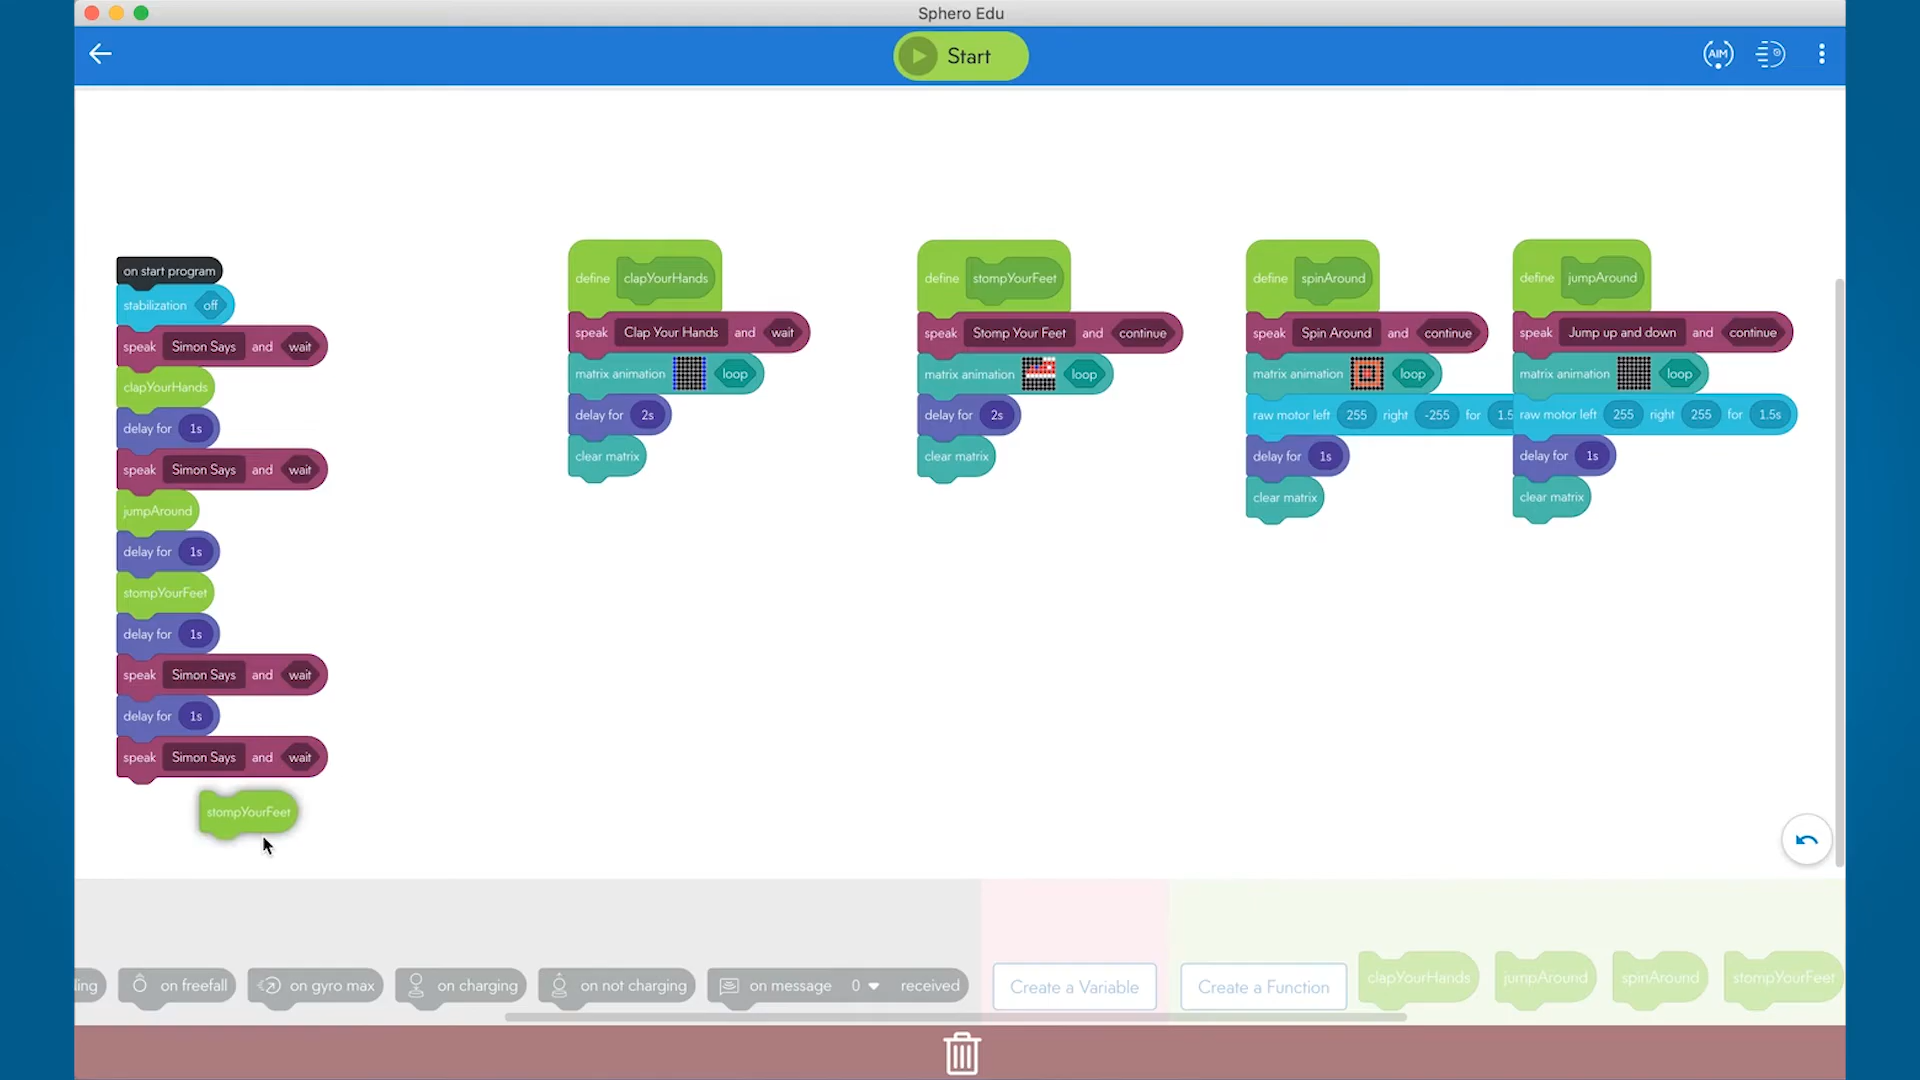 Sphero Edu
Start
AIM
on start program
stabilization off
speak Simon Says and wait
clapYourHands
delay for 1s
speak Simon Says and wait
jumpAround
delay for 1s
stompYourFeet
delay for 1s
speak Simon Says and wait
delay for 1s
speak Simon Says and wait
stompYourFeet
define clapYourHands
speak Clap Your Hands and wait
matrix animation loop
delay for 2s
clear matrix
define stompYourFeet
speak Stomp Your Feet and continue
matrix animation loop
delay for 2s
clear matrix
define spinAround
speak Spin Around and continue
matrix animation loop
raw motor left 255 right -255 for 1.5
delay for 1s
clear matrix
define jumpAround
speak Jump up and down and continue
matrix animation loop
raw motor left 255 right 255 for 1.5s
delay for 1s
clear matrix
ling on freefall on gyro max on charging on not charging on message 0 received Create a Variable Create a Function clapYourHands jumpAround spinAround stompYourFeet